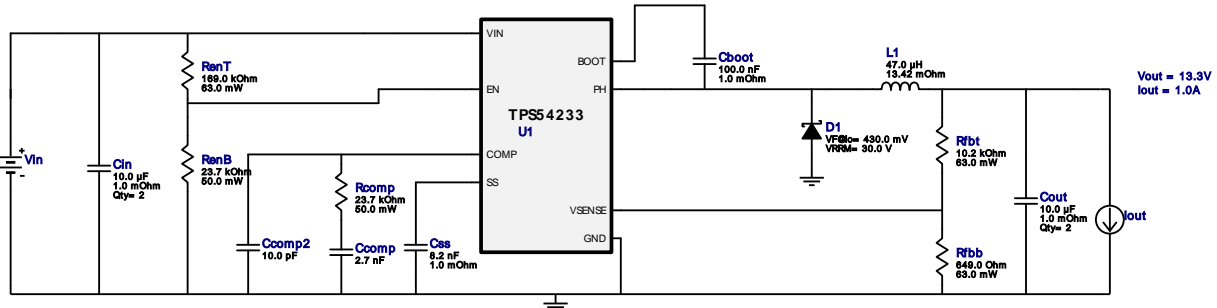 VIN
BOOT
PH
EN
TPS54233
U1
COMP
SS
VSENSE
GND
Vin
+
-
Cin
10.0 µF
1.0 mOhm
Qty= 2
RenT
169.0 kOhm
63.0 mW
RenB
23.7 kOhm
50.0 mW
Ccomp2
10.0 pF
Rcomp
23.7 kOhm
50.0 mW
Ccomp
2.7 nF
Css
8.2 nF
1.0 mOhm
Cboot
100.0 nF
1.0 mOhm
D1
VF@Io= 430.0 mV
VRRM= 30.0 V
L1
47.0 µH
13.42 mOhm
Rfbt
10.2 kOhm
63.0 mW
Rfbb
649.0 Ohm
63.0 mW
Cout
10.0 µF
1.0 mOhm
Qty= 2
Iout
Vout = 13.3V
Iout = 1.0A